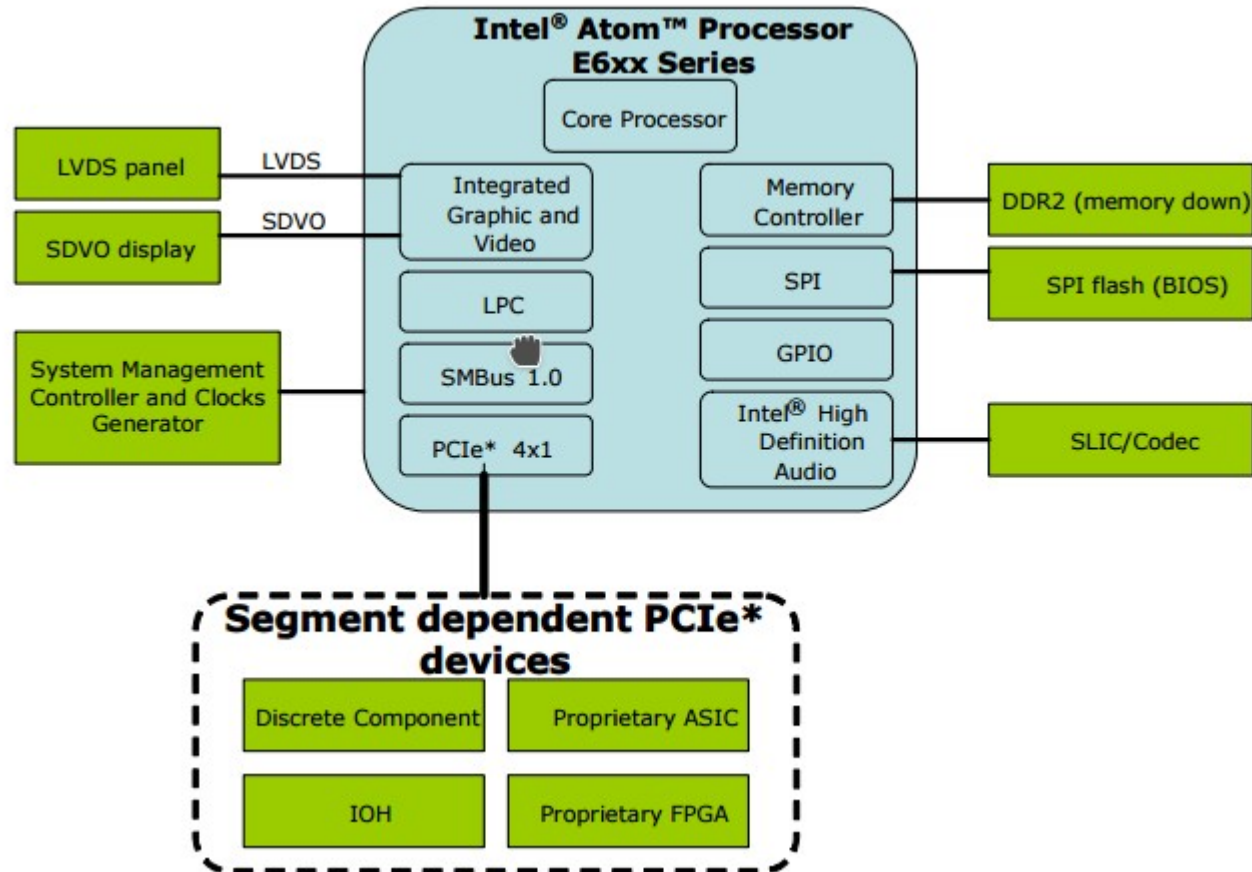 Intel® Atom™ Processor
E6xx Series
Core Processor
LVDS panel
LVDS
SDVO display
SDVO
Integrated
Graphic and
Video
LPC
SMBus 1.0
PCIe* 4x1
System Management
Controller and Clocks
Generator
Memory
Controller
SPI
GPIO
Intel® High
Definition
Audio
DDR2 (memory down)
SPI flash (BIOS)
SLIC/Codec
Segment dependent PCIe*
devices
Discrete Component
Proprietary ASIC
IOH
Proprietary FPGA